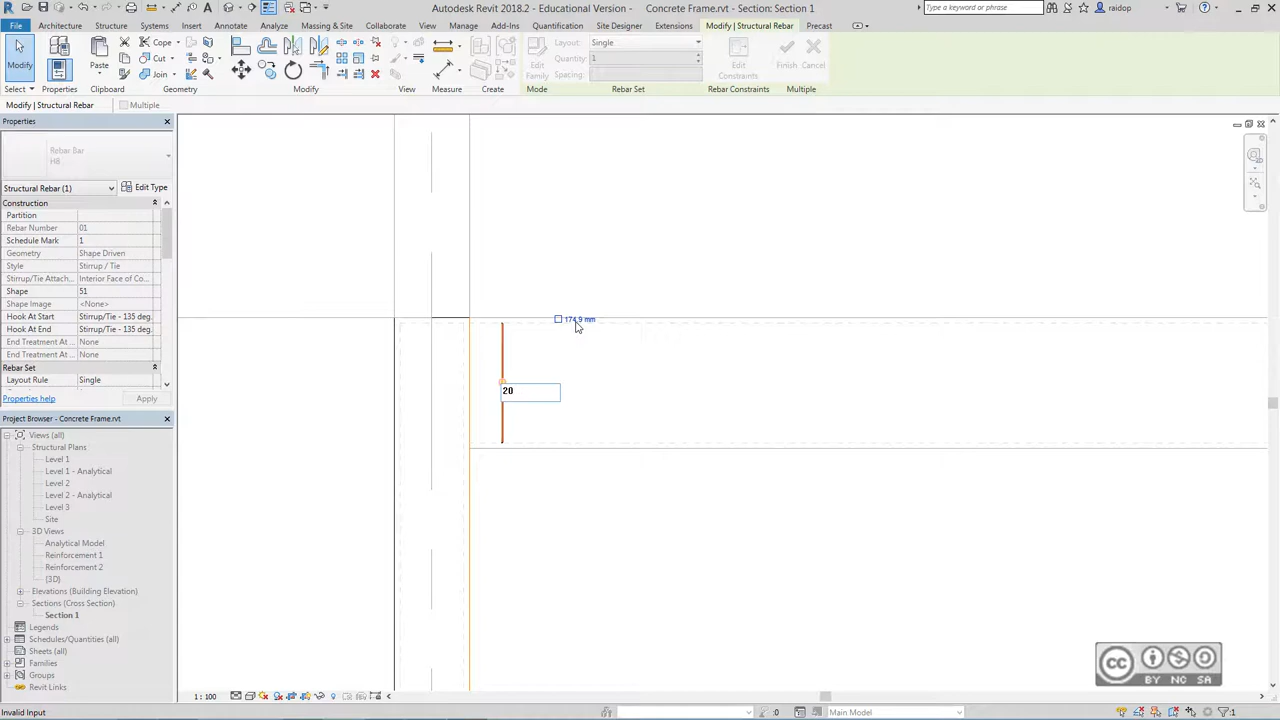 Autodesk Revit 2018.2 - Educational Version - Concrete Frame.rvt - Section: Section 1
Type a keyword or phrase
raidop
File Architecture Structure Systems Insert Annotate Analyze Massing & Site Collaborate View Manage Add-Ins Quantification Site Designer Extensions Modify | Structural Rebar Precast
Modify
Paste
Cope
Cut
Join
Edit Family
Layout: Single
Quantity: 1
Spacing:
Edit Constraints
Finish Cancel
Select Properties Clipboard Geometry Modify View Measure Create Mode Rebar Set Rebar Constraints Multiple
Modify | Structural Rebar Multiple
Properties
Rebar Bar
H8
Structural Rebar (1) Edit Type
Construction
Partition
Rebar Number 01
Schedule Mark 1
Geometry Shape Driven
Style Stirrup / Tie
Stirrup/Tie Attach... Interior Face of Co...
Shape 51
Shape Image <None>
Hook At Start Stirrup/Tie - 135 deg.
Hook At End Stirrup/Tie - 135 deg.
End Treatment At ... None
End Treatment At ... None
Rebar Set
Layout Rule Single
Properties help Apply
Project Browser - Concrete Frame.rvt
Views (all)
Structural Plans
Level 1
Level 1 - Analytical
Level 2
Level 2 - Analytical
Level 3
Site
3D Views
Analytical Model
Reinforcement 1
Reinforcement 2
{3D}
Elevations (Building Elevation)
Sections (Cross Section)
Section 1
Legends
Schedules/Quantities (all)
Sheets (all)
Families
Groups
Revit Links
174.9 mm
20
cc
BY NC SA
1 : 100
Invalid Input
:0
Main Model
:1